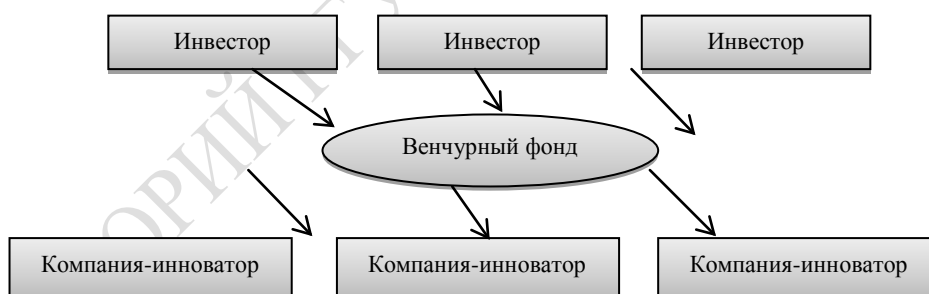 Инвестор
Инвестор
Инвестор
Венчурный фонд
Компания-инноватор
Компания-инноватор
Компания-инноватор